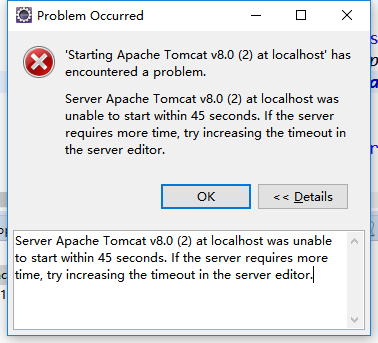 Problem Occurred
'Starting Apache Tomcat v8.0 (2) at localhost' has
encountered a problem.
Server Apache Tomcat v8.0 (2) at localhost was
unable to start within 45 seconds. If the server
requires more time, try increasing the timeout in
the server editor.
OK
<< Details
Server Apache Tomcat v8.0 (2) at localhost was unable
to start within 45 seconds. If the server requires more
time, try increasing the timeout in the server editor.